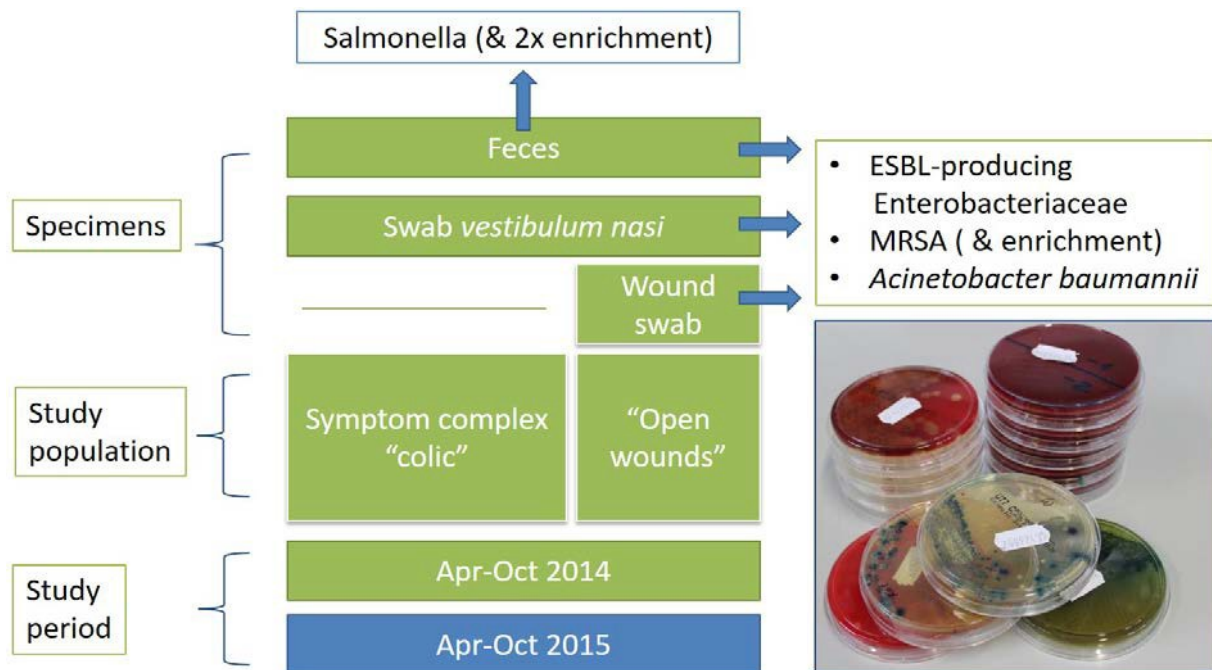 Salmonella (& 2x enrichment)
Feces
Specimens
Swab vestibulum nasi
Wound
swab
• ESBL-producing
Enterobacteriaceae
• MRSA ( & enrichment)
• Acinetobacter baumannii
Study
population
Symptom complex
“colic”
“Open
wounds”
Study
period
Apr-Oct 2014
Apr-Oct 2015